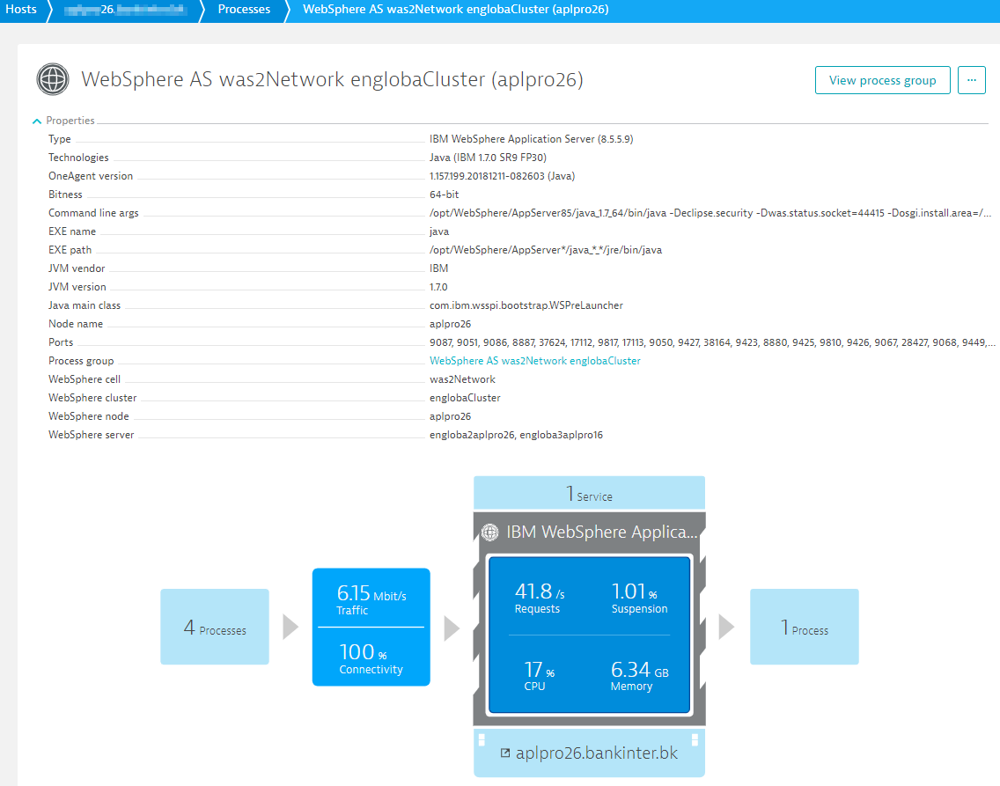 Hosts
Processes
WebSphere AS was2Network englobaCluster (aplpro26)
WebSphere AS was2Network englobaCluster (aplpro26)
View process group
...
Properties
Type IBM WebSphere Application Server (8.5.5.9)
Technologies Java (IBM 1.7.0 SR9 FP30)
OneAgent version 1.157.199.20181211-082603 (Java)
Bitness 64-bit
Command line args /opt/WebSphere/AppServer85/java_1.7_64/bin/java -Declipse.security -Dwas.status.socket=44415 -Dosgi.install.area=/...
EXE name java
EXE path /opt/WebSphere/AppServer*/java_*_*/jre/bin/java
JVM vendor IBM
JVM version 1.7.0
Java main class com.ibm.wsspi.bootstrap.WSPreLauncher
Node name aplpro26
Ports 9087, 9051, 9086, 8887, 37624, 17112, 9817, 17113, 9050, 9427, 38164, 9423, 8880, 9425, 9810, 9426, 9067, 28427, 9068, 9449,...
Process group WebSphere AS was2Network englobaCluster
WebSphere cell was2Network
WebSphere cluster englobaCluster
WebSphere node aplpro26
WebSphere server engloba2aplpro26, engloba3aplpro16
1 Service
IBM WebSphere Applica...
4 Processes
6.15 Mbit/s
Traffic
100 %
Connectivity
41.8 /s
Requests
1.01 %
Suspension
17 %
CPU
6.34 GB
Memory
1 Process
aplpro26.bankinter.bk